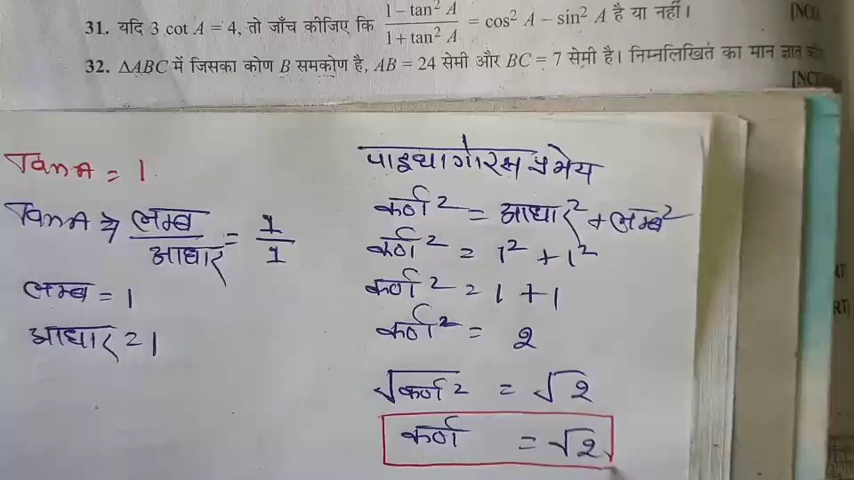 31. यदि 3 cot A = 4, तो जाँच कीजिए कि (1 − tan² A)/(1 + tan² A) = cos² A − sin² A है या नहीं।
32. ΔABC में जिसका कोण B समकोण है, AB = 24 सेमी और BC = 7 सेमी है। निम्नलिखित का मान ज्ञात
TanA = 1
TanA ⇒ लम्ब/आधार = 1/1
लम्ब = 1
आधार = 1
पाइथागोरस प्रमेय
कर्ण² = आधार² + लम्ब²
कर्ण² = 1² + 1²
कर्ण² = 1 + 1
कर्ण² = 2
√कर्ण² = √2
कर्ण = √2